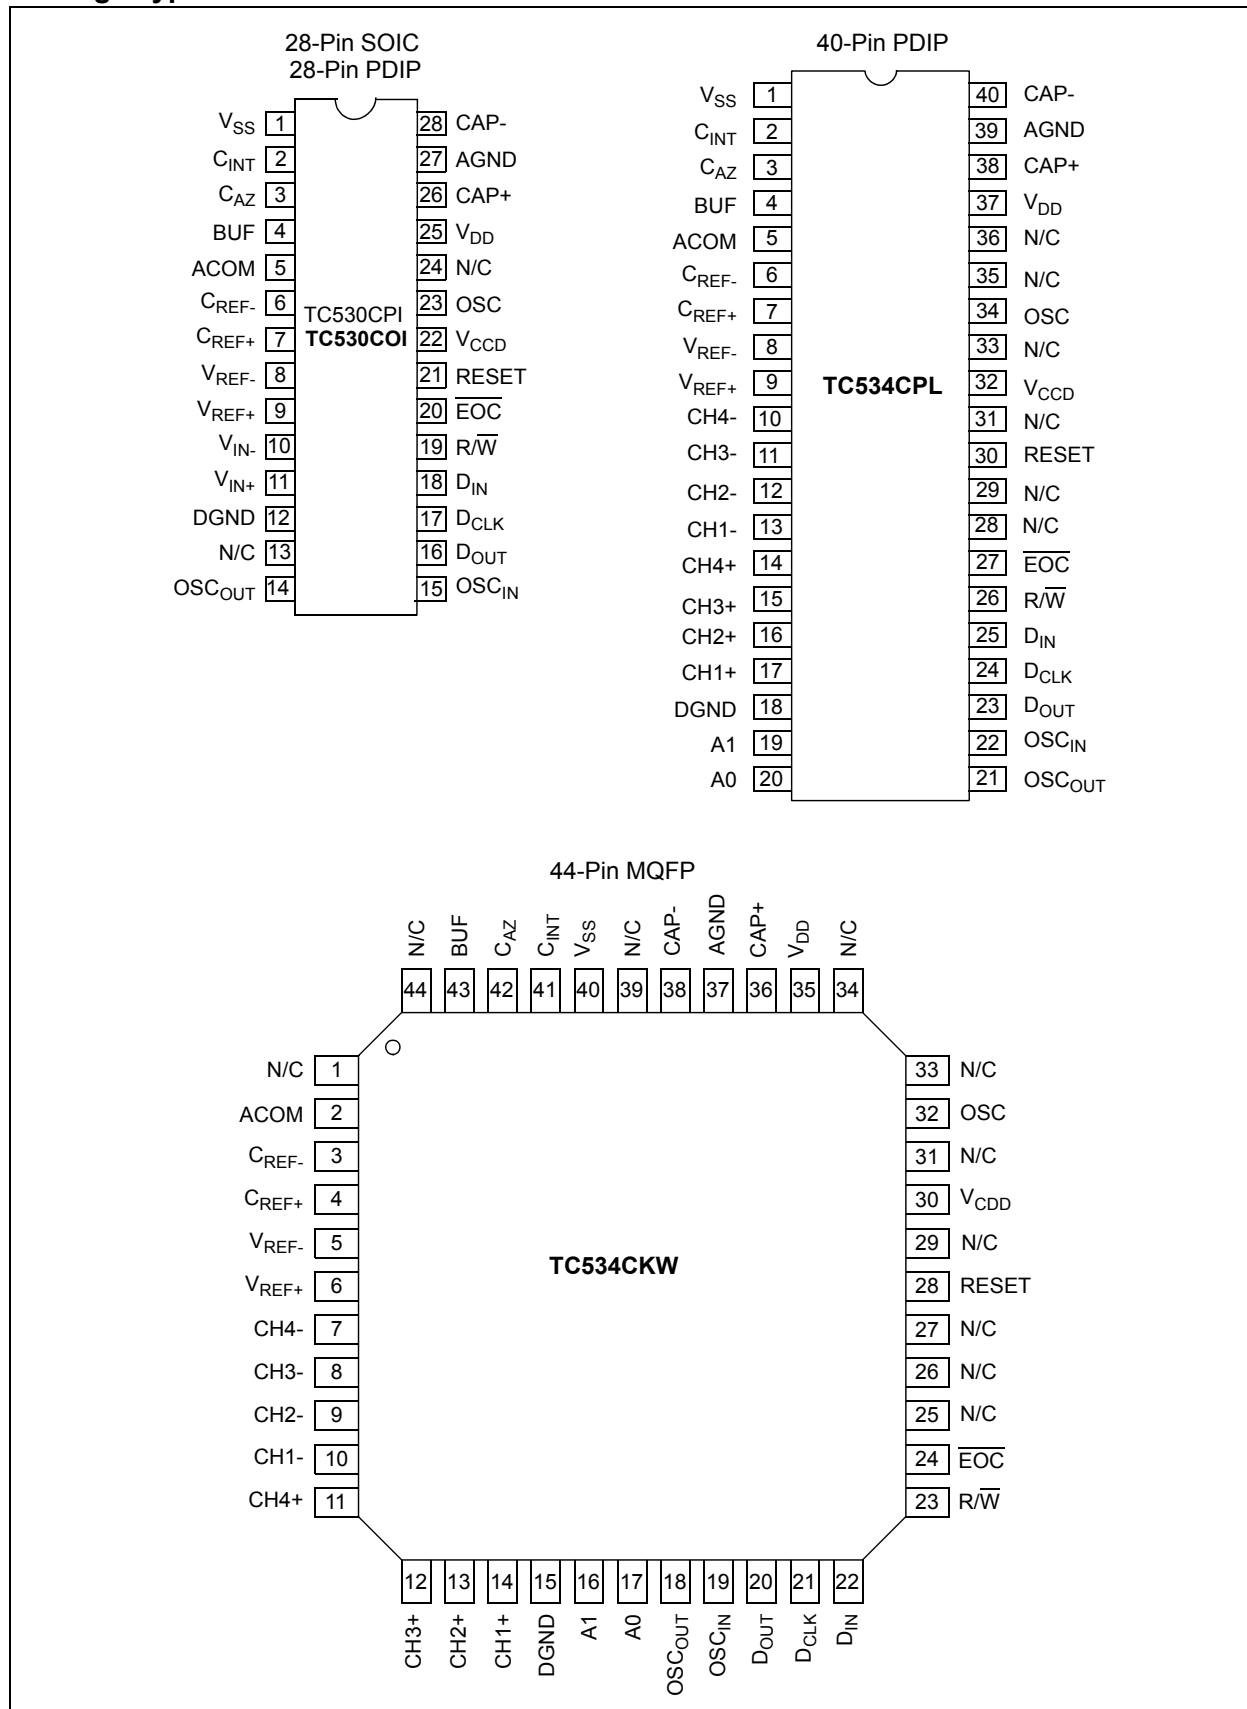 28-Pin SOIC
28-Pin PDIP
VSS 1
CINT 2
CAZ 3
BUF 4
ACOM 5
CREF- 6
CREF+ 7
VREF- 8
VREF+ 9
VIN- 10
VIN+ 11
DGND 12
N/C 13
OSCOUT 14
TC530CPI
TC530COI
28 CAP-
27 AGND
26 CAP+
25 VDD
24 N/C
23 OSC
22 VCCD
21 RESET
20 EOC
19 R/W
18 DIN
17 DCLK
16 DOUT
15 OSCIN
40-Pin PDIP
VSS 1
CINT 2
CAZ 3
BUF 4
ACOM 5
CREF- 6
CREF+ 7
VREF- 8
VREF+ 9
CH4- 10
CH3- 11
CH2- 12
CH1- 13
CH4+ 14
CH3+ 15
CH2+ 16
CH1+ 17
DGND 18
A1 19
A0 20
TC534CPL
40 CAP-
39 AGND
38 CAP+
37 VDD
36 N/C
35 N/C
34 OSC
33 N/C
32 VCCD
31 N/C
30 RESET
29 N/C
28 N/C
27 EOC
26 R/W
25 DIN
24 DCLK
23 DOUT
22 OSCIN
21 OSCOUT
44-Pin MQFP
N/C BUF CAZ CINT VSS N/C CAP- AGND CAP+ VDD N/C
44 43 42 41 40 39 38 37 36 35 34
N/C 1
ACOM 2
CREF- 3
CREF+ 4
VREF- 5
VREF+ 6
CH4- 7
CH3- 8
CH2- 9
CH1- 10
CH4+ 11
TC534CKW
33 N/C
32 OSC
31 N/C
30 VCDD
29 N/C
28 RESET
27 N/C
26 N/C
25 N/C
24 EOC
23 R/W
12 13 14 15 16 17 18 19 20 21 22
CH3+ CH2+ CH1+ DGND A1 A0 OSCOUT OSCIN DOUT DCLK DIN